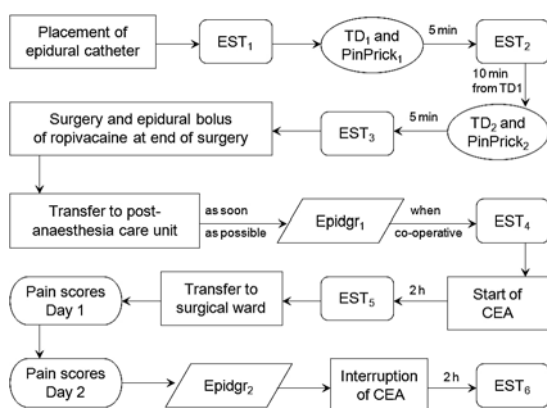 Placement of
epidural catheter
EST₁
TD₁ and
PinPrick₁
5 min
EST₂
10 min
from TD1
TD₂ and
PinPrick₂
5 min
EST₃
Surgery and epidural bolus
of ropivacaine at end of surgery
Transfer to post-
anaesthesia care unit
as soon
as possible
Epidgr₁
when
co-operative
EST₄
Start of
CEA
2 h
EST₅
Transfer to
surgical ward
Pain scores
Day 1
Pain scores
Day 2
Epidgr₂
Interruption
of CEA
2 h
EST₆